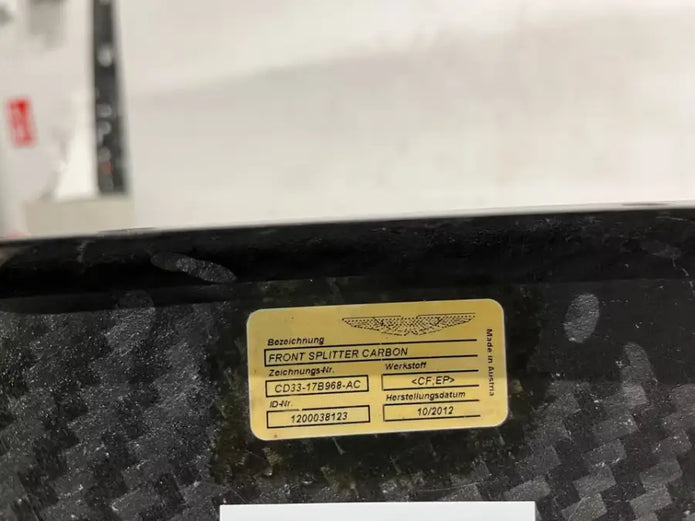 Bezeichnung
FRONT SPLITTER CARBON
Zeichnungs-Nr. Werkstoff
CD33-17B968-AC <CF,EP>
ID-Nr. Herstellungsdatum
1200038123 10/2012
Made in Austria